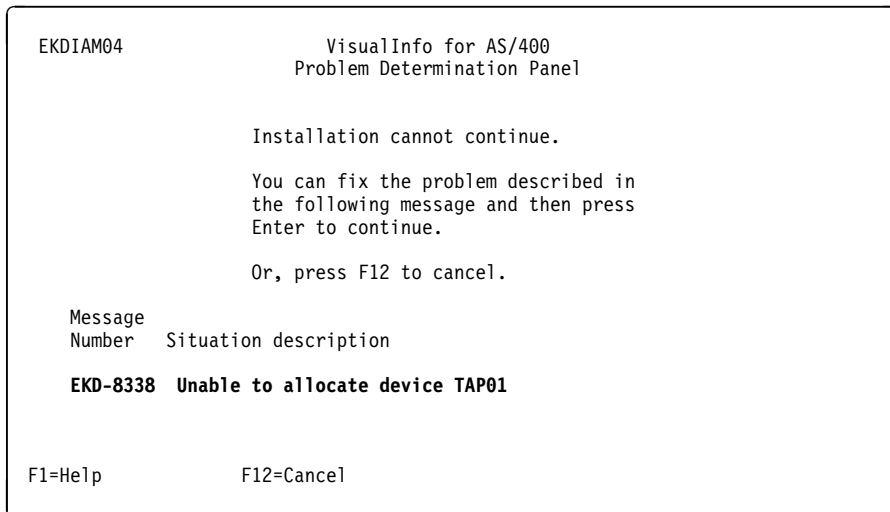 EKDIAM04 VisualInfo for AS/400
Problem Determination Panel
Installation cannot continue.
You can fix the problem described in
the following message and then press
Enter to continue.
Or, press F12 to cancel.
Message
Number Situation description
EKD-8338 Unable to allocate device TAP01
F1=Help F12=Cancel